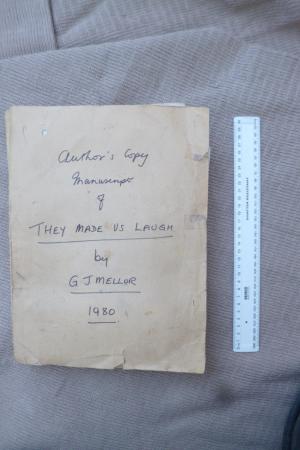 Author's Copy
Manuscript
of
THEY MADE US LAUGH
by
G J MELLOR
1980